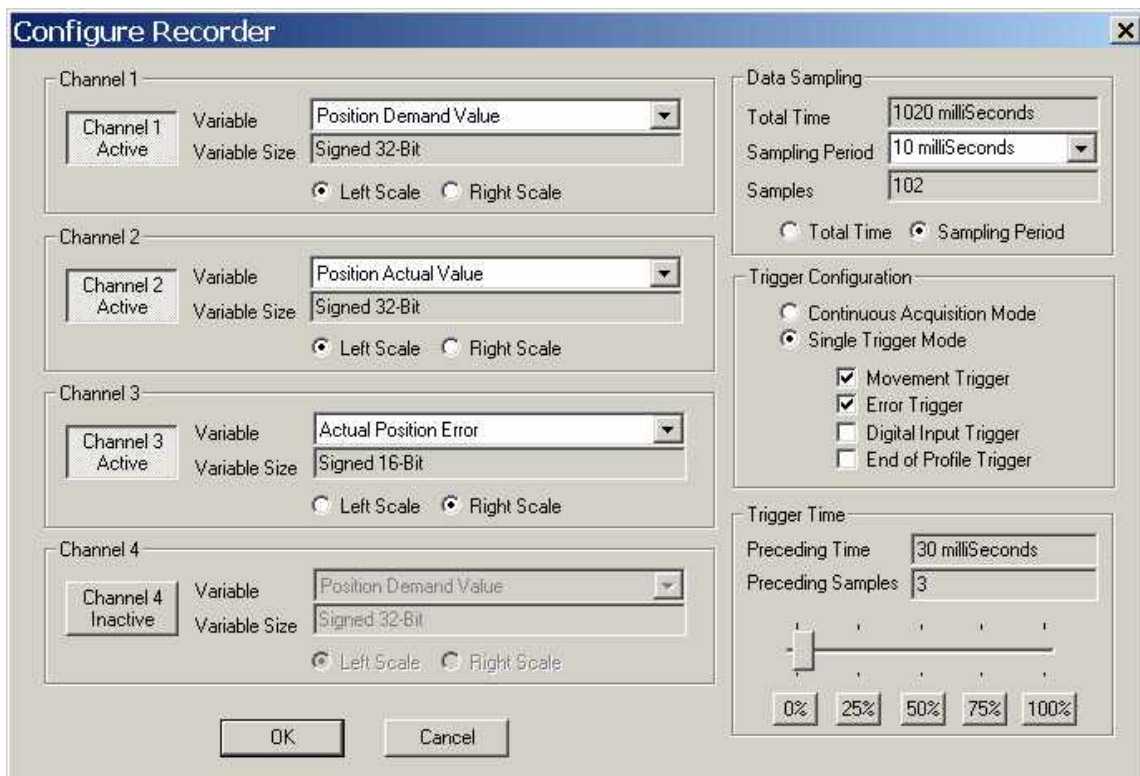 Configure Recorder
Channel 1
Channel 1
Active
Variable
Position Demand Value
Variable Size
Signed 32-Bit
Left Scale
Right Scale
Channel 2
Channel 2
Active
Variable
Position Actual Value
Variable Size
Signed 32-Bit
Left Scale
Right Scale
Channel 3
Channel 3
Active
Variable
Actual Position Error
Variable Size
Signed 16-Bit
Left Scale
Right Scale
Channel 4
Channel 4
Inactive
Variable
Position Demand Value
Variable Size
Signed 32-Bit
Left Scale
Right Scale
OK
Cancel
Data Sampling
Total Time
1020 milliSeconds
Sampling Period
10 milliSeconds
Samples
102
Total Time
Sampling Period
Trigger Configuration
Continuous Acquisition Mode
Single Trigger Mode
Movement Trigger
Error Trigger
Digital Input Trigger
End of Profile Trigger
Trigger Time
Preceding Time
30 milliSeconds
Preceding Samples
3
0%
25%
50%
75%
100%